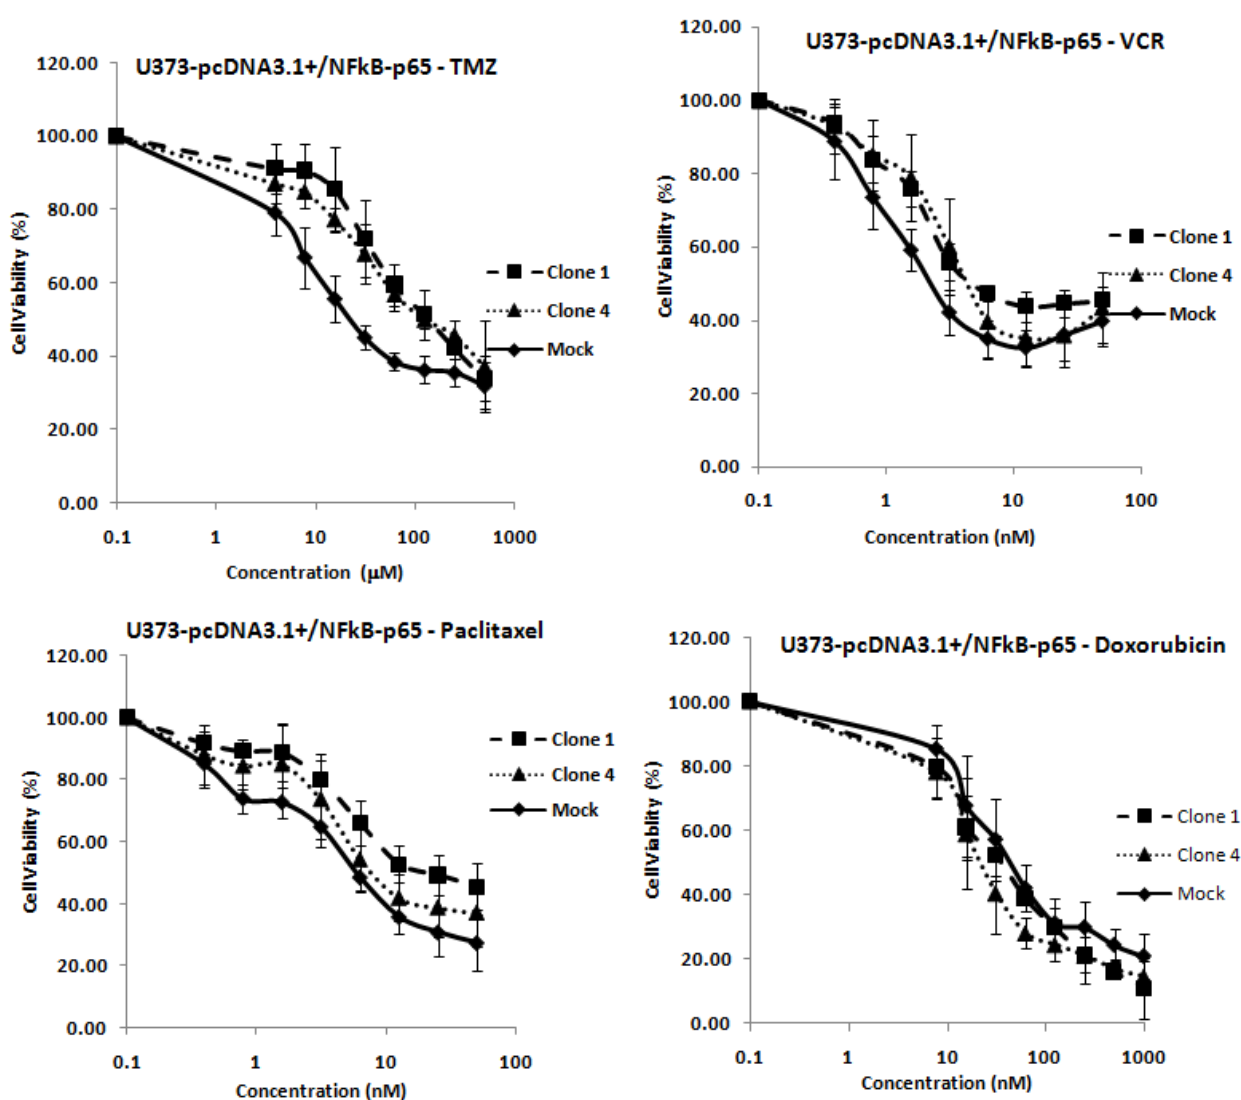 U373-pcDNA3.1+/NFkB-p65 - TMZ
120.00
100.00
80.00
60.00
40.00
20.00
0.00
CellViability (%)
0.1 1 10 100 1000
Concentration (µM)
Clone 1
Clone 4
Mock
U373-pcDNA3.1+/NFkB-p65 - VCR
120.00
100.00
80.00
60.00
40.00
20.00
0.00
CellViability (%)
0.1 1 10 100
Concentration (nM)
Clone 1
Clone 4
Mock
U373-pcDNA3.1+/NFkB-p65 - Paclitaxel
120.00
100.00
80.00
60.00
40.00
20.00
0.00
CellViability (%)
0.1 1 10 100
Concentration (nM)
Clone 1
Clone 4
Mock
U373-pcDNA3.1+/NFkB-p65 - Doxorubicin
120.00
100.00
80.00
60.00
40.00
20.00
0.00
CellViability (%)
0.1 1 10 100 1000
Concentration (nM)
Clone 1
Clone 4
Mock